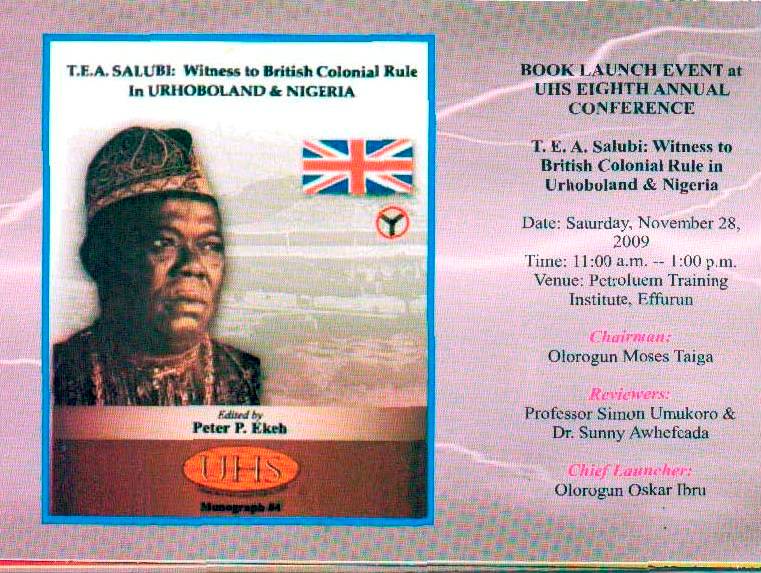 T.E.A. SALUBI: Witness to British Colonial Rule
In URHOBOLAND & NIGERIA
Edited by
Peter P. Ekeh
UHS
Monograph #4
BOOK LAUNCH EVENT at
UHS EIGHTH ANNUAL
CONFERENCE
T. E. A. Salubi: Witness to
British Colonial Rule in
Urhoboland & Nigeria
Date: Saturday, November 28,
2009
Time: 11:00 a.m. -- 1:00 p.m.
Venue: Petroluem Training
Institute, Effurun
Chairman:
Olorogun Moses Taiga
Reviewers:
Professor Simon Umukoro &
Dr. Sunny Awhefeada
Chief Launcher:
Olorogun Oskar Ibru